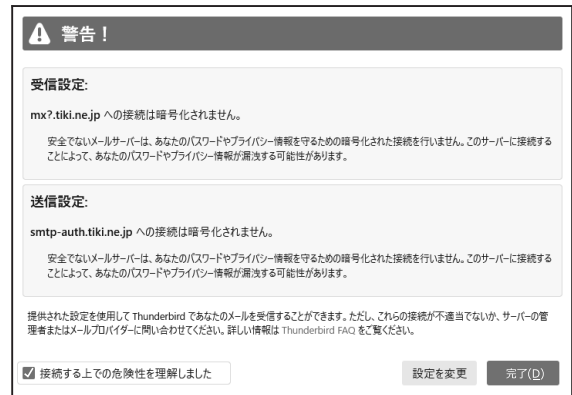 警告！
受信設定:
mx?.tiki.ne.jp への接続は暗号化されません。
安全でないメールサーバーは、あなたのパスワードやプライバシー情報を守るための暗号化された接続を行いません。このサーバーに接続する
ことによって、あなたのパスワードやプライバシー情報が漏洩する可能性があります。
送信設定:
smtp-auth.tiki.ne.jp への接続は暗号化されません。
安全でないメールサーバーは、あなたのパスワードやプライバシー情報を守るための暗号化された接続を行いません。このサーバーに接続する
ことによって、あなたのパスワードやプライバシー情報が漏洩する可能性があります。
提供された設定を使用して Thunderbird であなたのメールを受信することができます。ただし、これらの接続が不適当でないか、サーバーの管
理者またはメールプロバイダーに問い合わせてください。詳しい情報は Thunderbird FAQ をご覧ください。
接続する上での危険性を理解しました 設定を変更 完了(D)